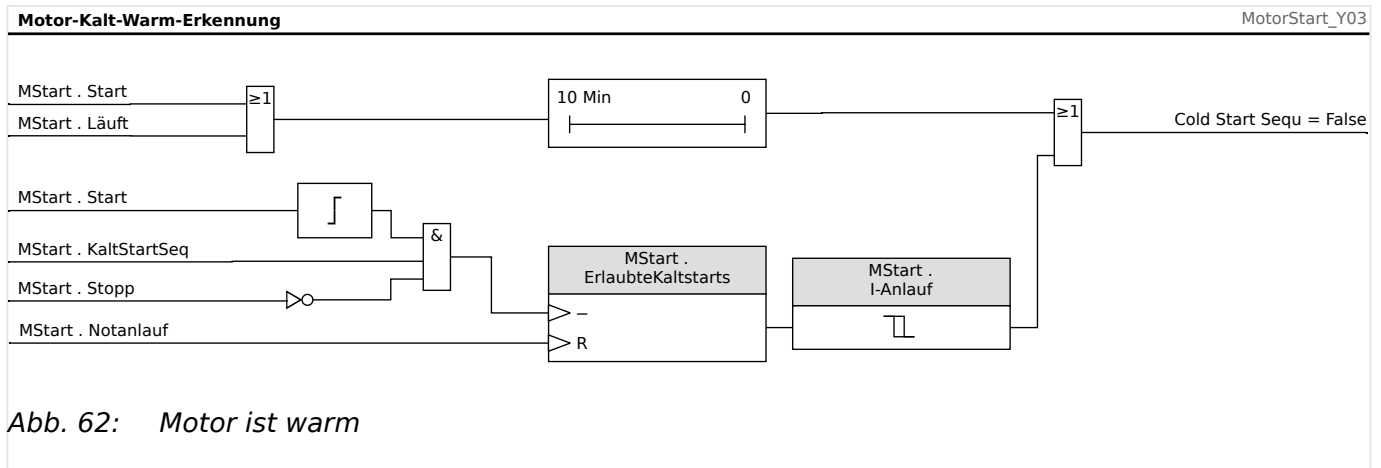 Motor-Kalt-Warm-Erkennung
MotorStart_Y03
MStart . Start
MStart . Läuft
≥1
10 Min 0
≥1
Cold Start Sequ = False
MStart . Start
MStart . KaltStartSeq
MStart . Stopp
MStart . Notanlauf
&
MStart .
ErlaubteKaltstarts
–
R
MStart .
I-Anlauf
Abb. 62: Motor ist warm